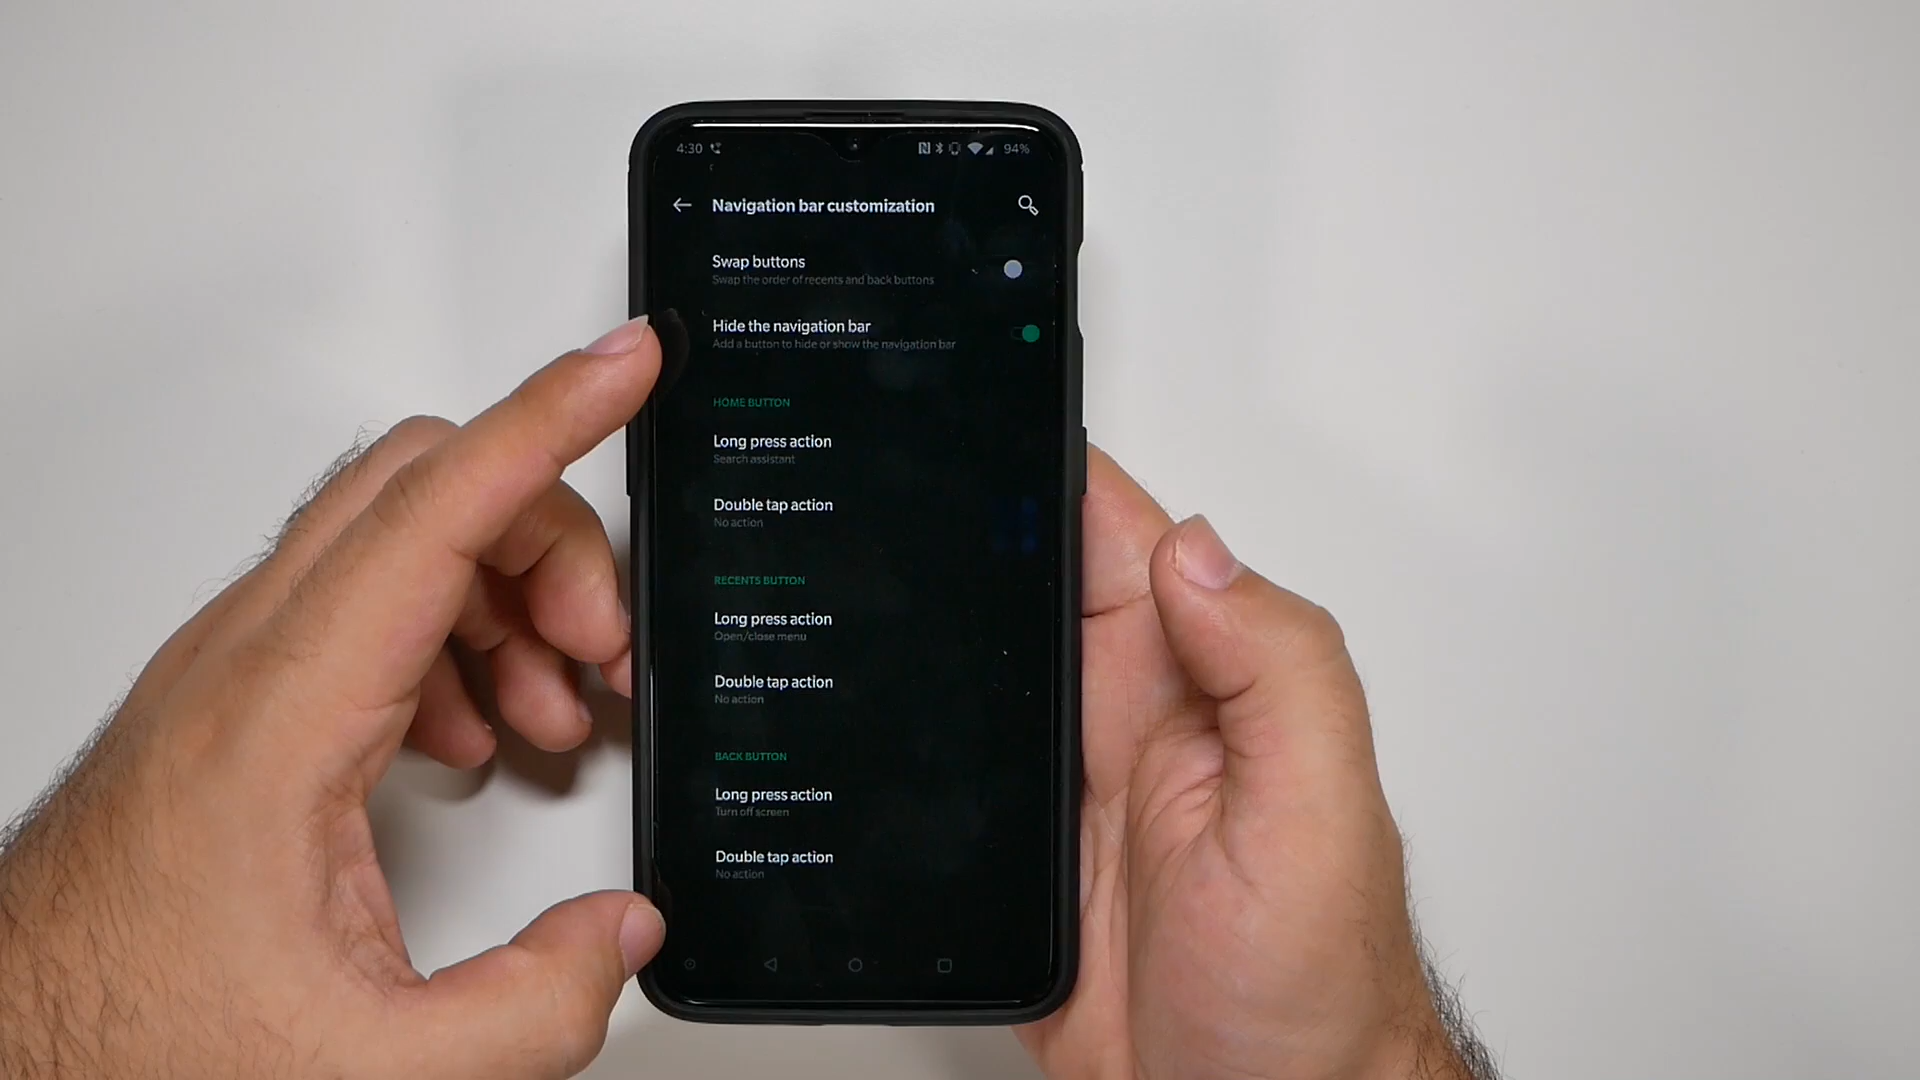 4:30 94%
Navigation bar customization
Swap buttons
Swap the order of recents and back buttons
Hide the navigation bar
Add a button to hide or show the navigation bar
HOME BUTTON
Long press action
Search assistant
Double tap action
No action
RECENTS BUTTON
Long press action
Open/close menu
Double tap action
No action
BACK BUTTON
Long press action
Turn off screen
Double tap action
No action